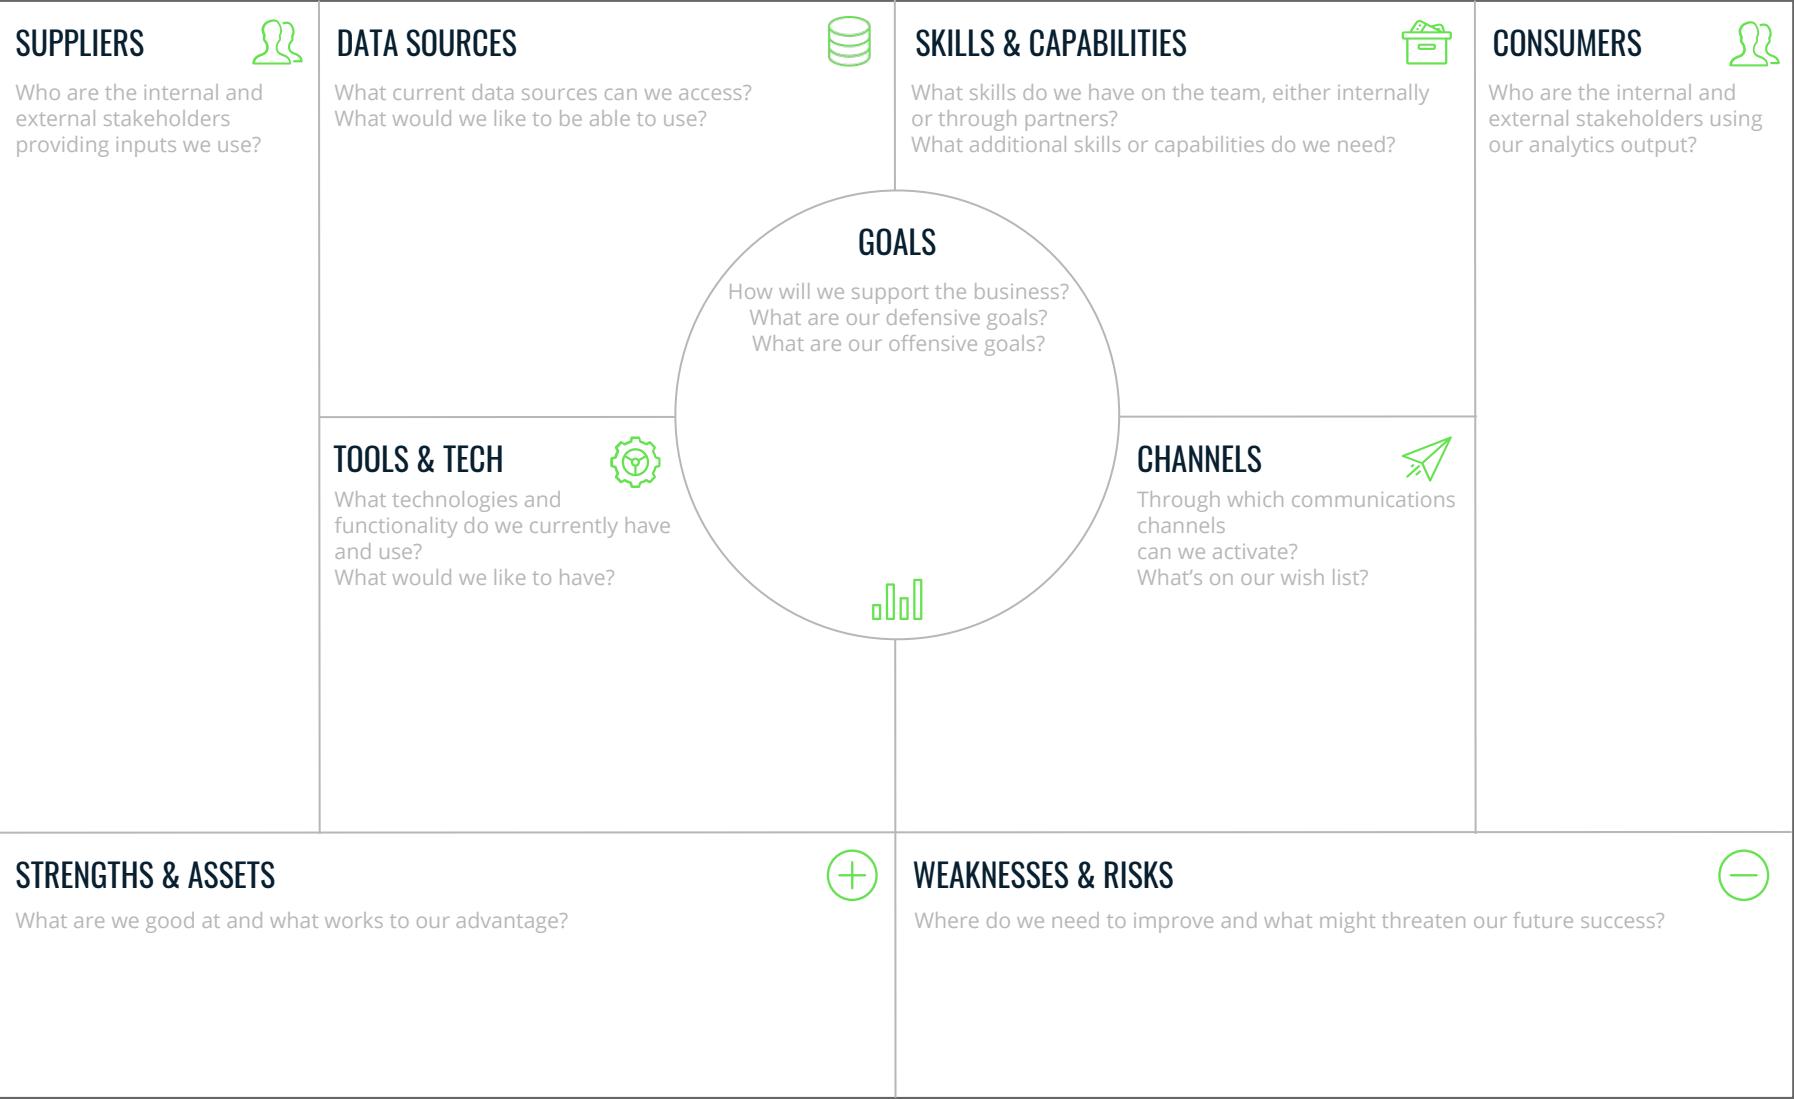 SUPPLIERS
Who are the internal and
external stakeholders
providing inputs we use?
DATA SOURCES
What current data sources can we access?
What would we like to be able to use?
SKILLS & CAPABILITIES
What skills do we have on the team, either internally
or through partners?
What additional skills or capabilities do we need?
CONSUMERS
Who are the internal and
external stakeholders using
our analytics output?
GOALS
How will we support the business?
What are our defensive goals?
What are our offensive goals?
TOOLS & TECH
What technologies and
functionality do we currently have
and use?
What would we like to have?
CHANNELS
Through which communications
channels
can we activate?
What’s on our wish list?
STRENGTHS & ASSETS
What are we good at and what works to our advantage?
WEAKNESSES & RISKS
Where do we need to improve and what might threaten our future success?